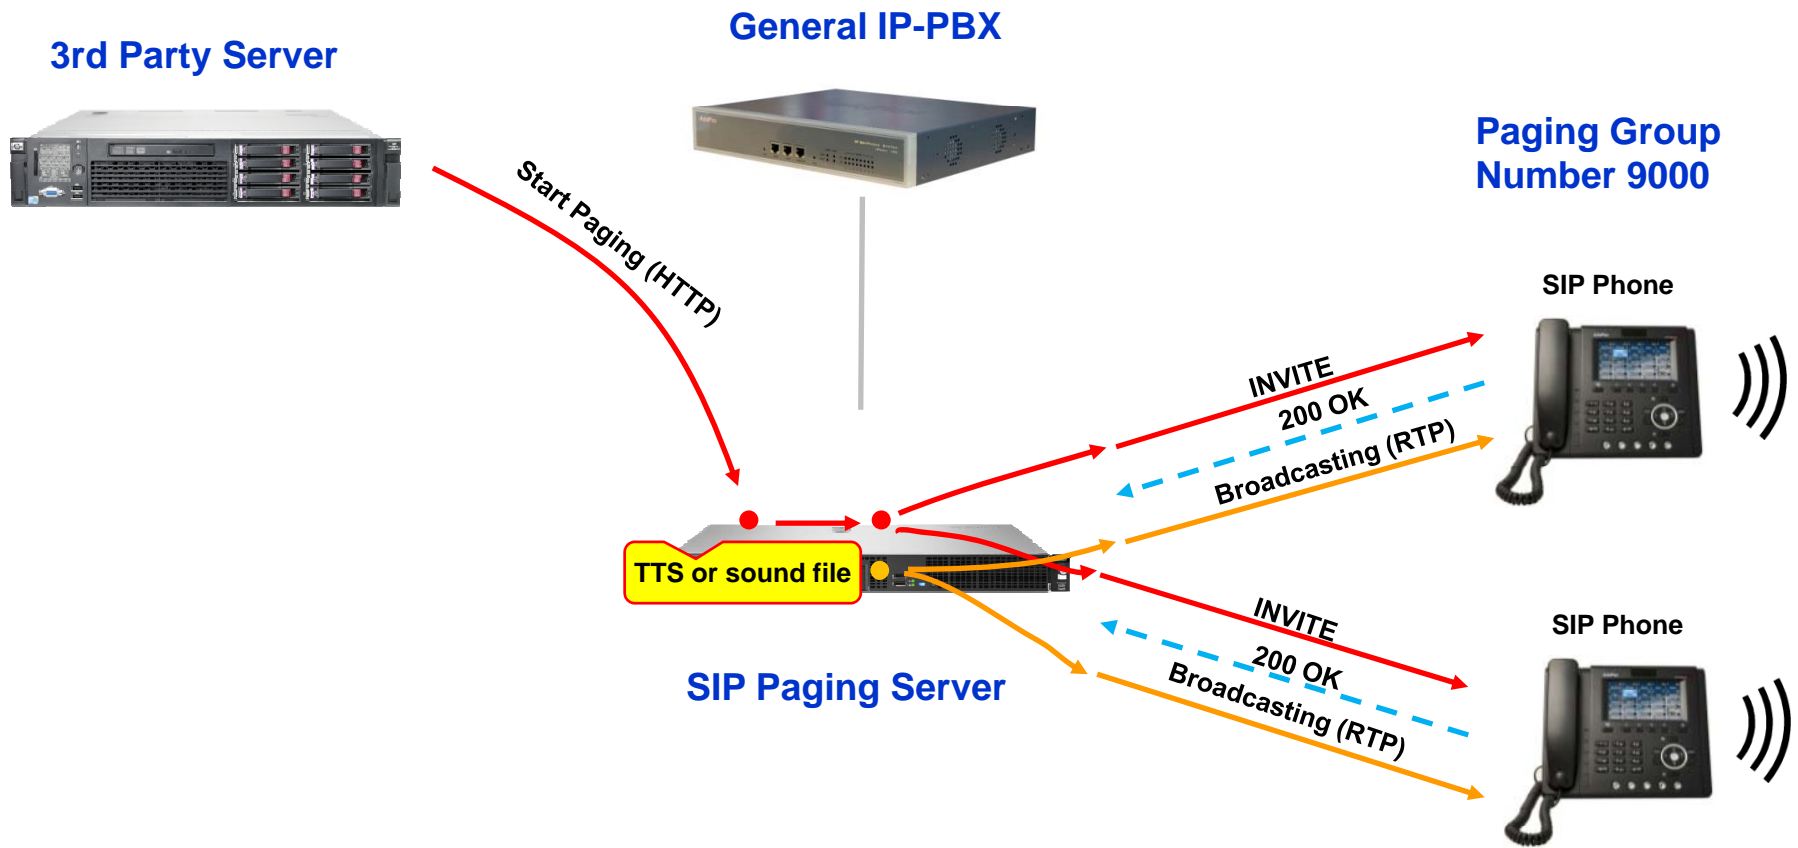 General IP-PBX
3rd Party Server
Paging Group
Number 9000
Start Paging (HTTP)
SIP Phone
INVITE
200 OK
Broadcasting (RTP)
TTS or sound file
INVITE
200 OK
Broadcasting (RTP)
SIP Phone
SIP Paging Server